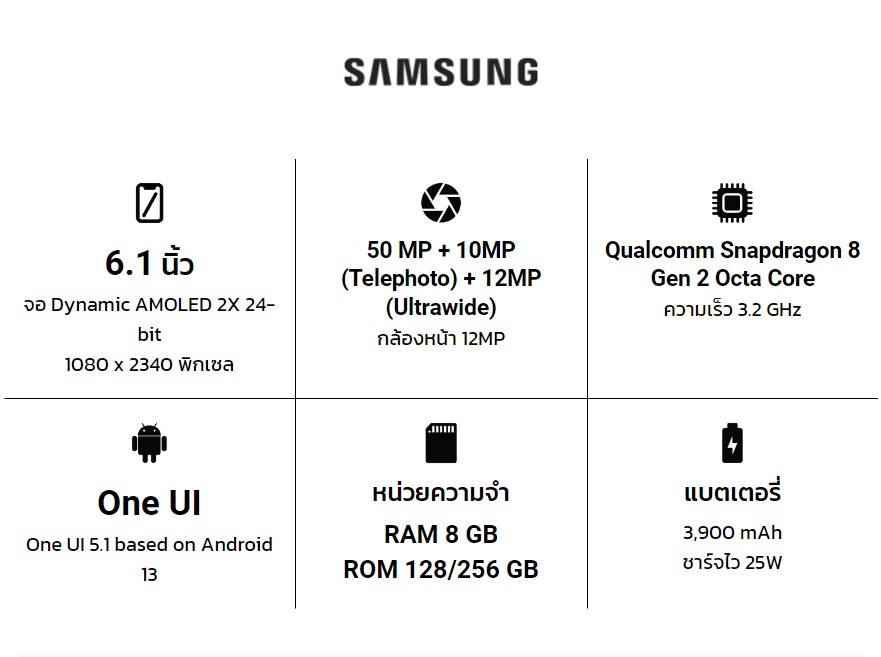 SAMSUNG
6.1 นิ้ว
จอ Dynamic AMOLED 2X 24-
bit
1080 x 2340 พิกเซล
50 MP + 10MP
(Telephoto) + 12MP
(Ultrawide)
กล้องหน้า 12MP
Qualcomm Snapdragon 8
Gen 2 Octa Core
ความเร็ว 3.2 GHz
One UI
One UI 5.1 based on Android
13
หน่วยความจำ
RAM 8 GB
ROM 128/256 GB
แบตเตอรี่
3,900 mAh
ชาร์จไว 25W